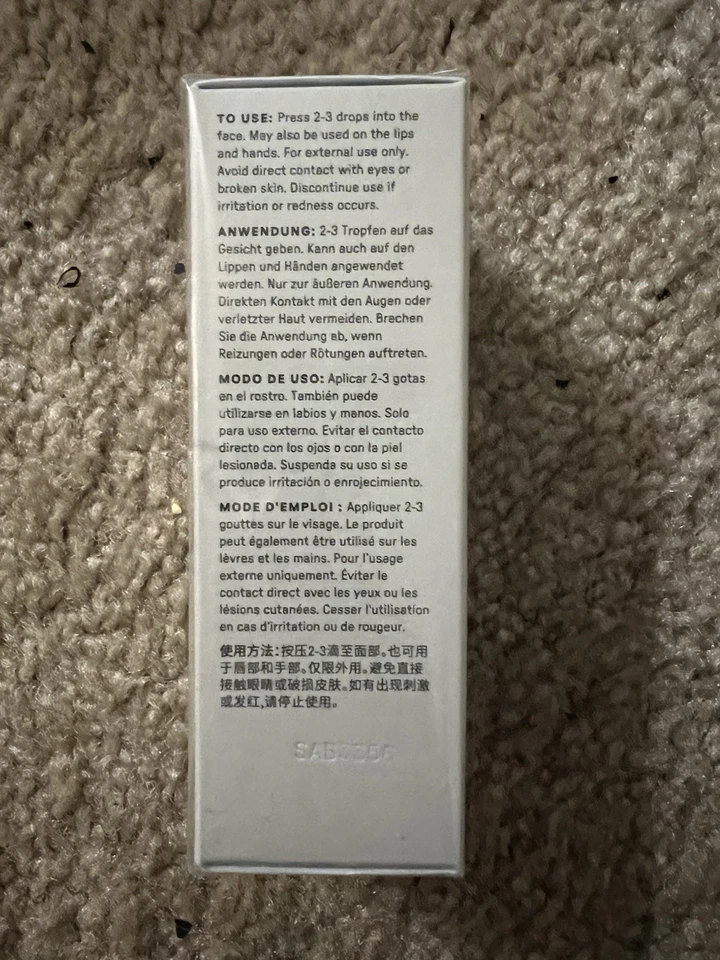 TO USE: Press 2-3 drops into the
face. May also be used on the lips
and hands. For external use only.
Avoid direct contact with eyes or
broken skin. Discontinue use if
irritation or redness occurs.
ANWENDUNG: 2-3 Tropfen auf das
Gesicht geben. Kann auch auf den
Lippen und Händen angewendet
werden. Nur zur äußeren Anwendung.
Direkten Kontakt mit den Augen oder
verletzter Haut vermeiden. Brechen
Sie die Anwendung ab, wenn
Reizungen oder Rötungen auftreten.
MODO DE USO: Aplicar 2-3 gotas
en el rostro. También puede
utilizarse en labios y manos. Solo
para uso externo. Evitar el contacto
directo con los ojos o con la piel
lesionada. Suspenda su uso si se
produce irritación o enrojecimiento.
MODE D'EMPLOI : Appliquer 2-3
gouttes sur le visage. Le produit
peut également être utilisé sur les
lèvres et les mains. Pour l'usage
externe uniquement. Éviter le
contact direct avec les yeux ou les
lésions cutanées. Cesser l'utilisation
en cas d'irritation ou de rougeur.
使用方法:按压2-3滴至面部。也可用
于唇部和手部。仅限外用。避免直接
接触眼睛或破损皮肤。如有出现刺激
或发红,请停止使用。